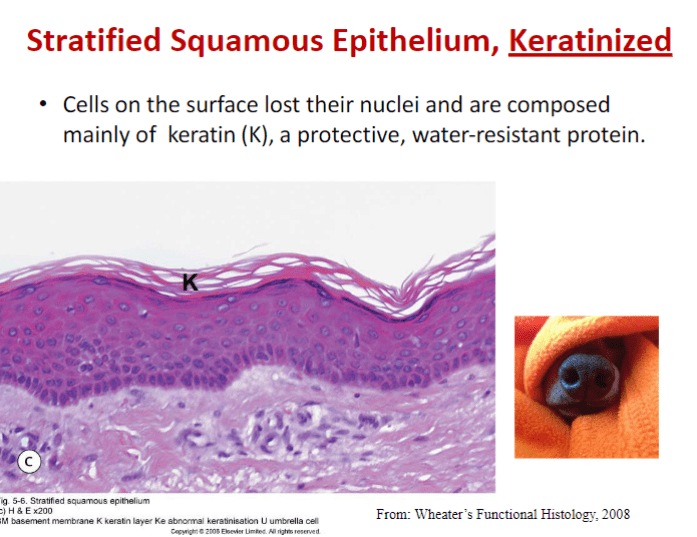 Stratified Squamous Epithelium, Keratinized
• Cells on the surface lost their nuclei and are composed
mainly of keratin (K), a protective, water-resistant protein.
K
C
ig. 5-6. Stratified squamous epithelium
c) H & E x200
BM basement membrane K keratin layer Ke abnormal keratinisation U umbrella cell
Copyright © 2008 Elsevier Limited. All rights reserved.
From: Wheater's Functional Histology, 2008